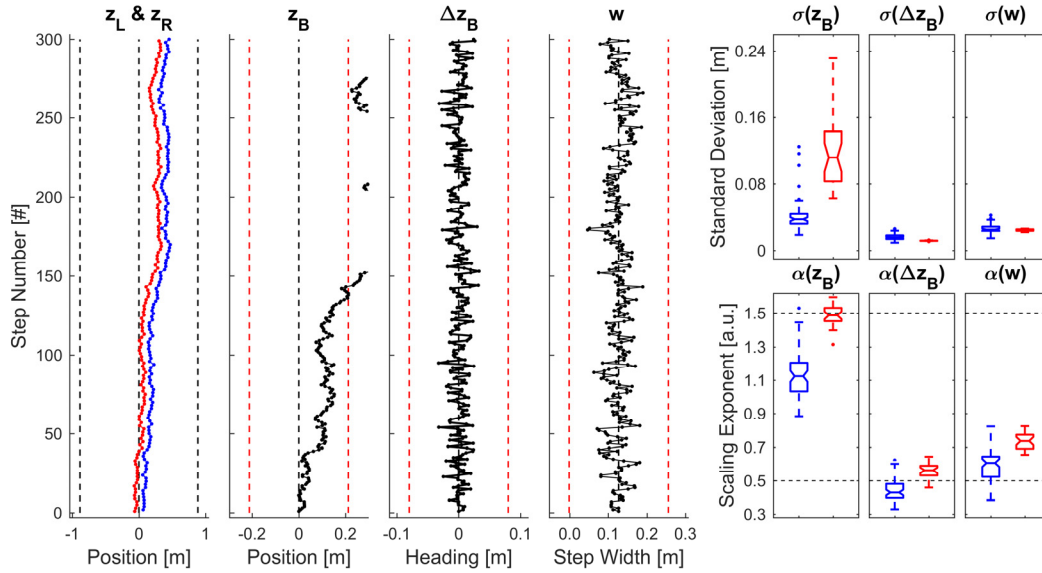 z_L & z_R
z_B
Δz_B
w
σ(z_B)
σ(Δz_B)
σ(w)
Step Number [#]
300
250
200
150
100
50
0
-1
0
1
Position [m]
-0.2
0
0.2
Position [m]
-0.1
0
0.1
Heading [m]
0
0.1
0.2
0.3
Step Width [m]
Standard Deviation [m]
0.24
0.16
0.08
0
α(z_B)
α(Δz_B)
α(w)
Scaling Exponent [a.u.]
1.5
1.3
1.1
0.9
0.7
0.5
0.3